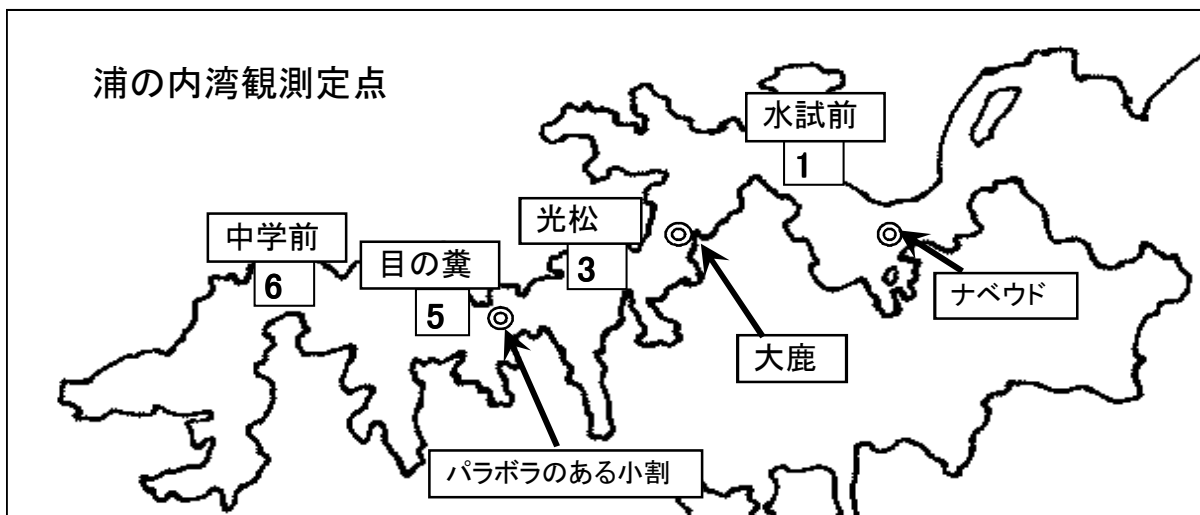 浦の内湾観測定点
水試前
1
光松
3
中学前
6
目の糞
5
ナベウド
大鹿
パラボラのある小割